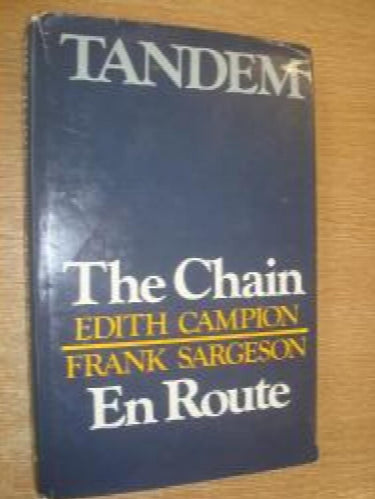 TANDEM
The Chain
EDITH CAMPION
FRANK SARGESON
En Route